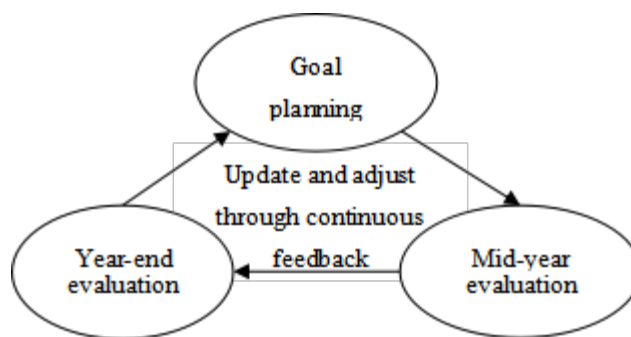 Goal
planning
Update and adjust
through continuous
feedback
Year-end
evaluation
Mid-year
evaluation